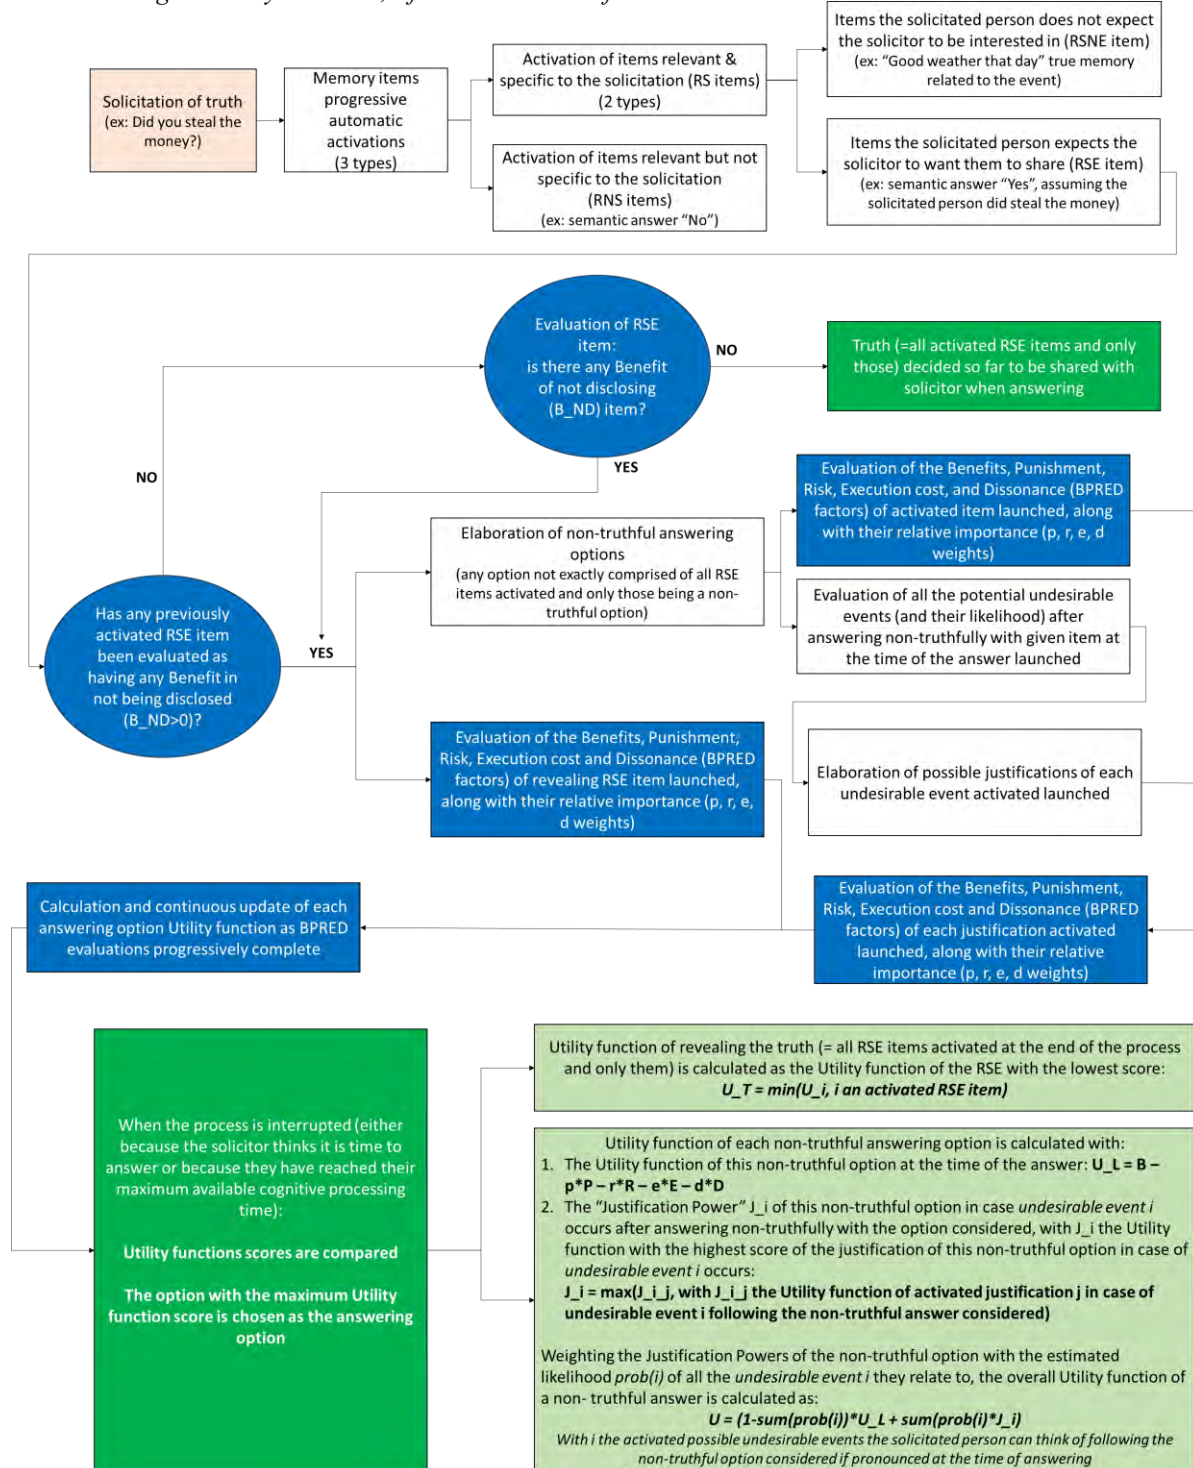 Solicitation of truth
(ex: Did you steal the
money?)
Memory items
progressive
automatic
activations
(3 types)
Activation of items relevant &
specific to the solicitation (RS items)
(2 types)
Activation of items relevant but not
specific to the solicitation
(RNS items)
(ex: semantic answer “No”)
Items the solicitated person does not expect
the solicitor to be interested in (RSNE item)
(ex: “Good weather that day” true memory
related to the event)
Items the solicitated person expects the
solicitor to want them to share (RSE item)
(ex: semantic answer “Yes”, assuming the
solicitated person did steal the money)
Evaluation of RSE
item:
is there any Benefit
of not disclosing
(B_ND) item?
NO
Truth (=all activated RSE items and only
those) decided so far to be shared with
solicitor when answering
YES
NO
Has any previously
activated RSE item
been evaluated as
having any Benefit in
not being disclosed
(B_ND>0)?
YES
Elaboration of non-truthful answering
options
(any option not exactly comprised of all RSE
items activated and only those being a non-
truthful option)
Evaluation of the Benefits, Punishment,
Risk, Execution cost, and Dissonance (BPRED
factors) of activated item launched, along
with their relative importance (p, r, e, d
weights)
Evaluation of all the potential undesirable
events (and their likelihood) after
answering non-truthfully with given item at
the time of the answer launched
Evaluation of the Benefits, Punishment,
Risk, Execution cost and Dissonance (BPRED
factors) of revealing RSE item launched,
along with their relative importance (p, r, e,
d weights)
Elaboration of possible justifications of each
undesirable event activated launched
Evaluation of the Benefits, Punishment,
Risk, Execution cost and Dissonance (BPRED
factors) of each justification activated
launched, along with their relative
importance (p, r, e, d weights)
Calculation and continuous update of each
answering option Utility function as BPRED
evaluations progressively complete
When the process is interrupted (either
because the solicitor thinks it is time to
answer or because they have reached their
maximum available cognitive processing
time):
Utility functions scores are compared
The option with the maximum Utility
function score is chosen as the answering
option
Utility function of revealing the truth (= all RSE items activated at the end of the process
and only them) is calculated as the Utility function of the RSE with the lowest score:
U_T = min(U_i, i an activated RSE item)
Utility function of each non-truthful answering option is calculated with:
1. The Utility function of this non-truthful option at the time of the answer: U_L = B –
p*P – r*R – e*E – d*D
2. The “Justification Power” J_i of this non-truthful option in case undesirable event i
occurs after answering non-truthfully with the option considered, with J_i the Utility
function with the highest score of the justification of this non-truthful option in case of
undesirable event i occurs:
J_i = max(J_i_j, with J_i_j the Utility function of activated justification j in case of
undesirable event i following the non-truthful answer considered)
Weighting the Justification Powers of the non-truthful option with the estimated
likelihood prob(i) of all the undesirable event i they relate to, the overall Utility function of
a non- truthful answer is calculated as:
U = (1-sum(prob(i))*U_L + sum(prob(i)*J_i)
With i the activated possible undesirable events the solicitated person can think of following the
non-truthful option considered if pronounced at the time of answering